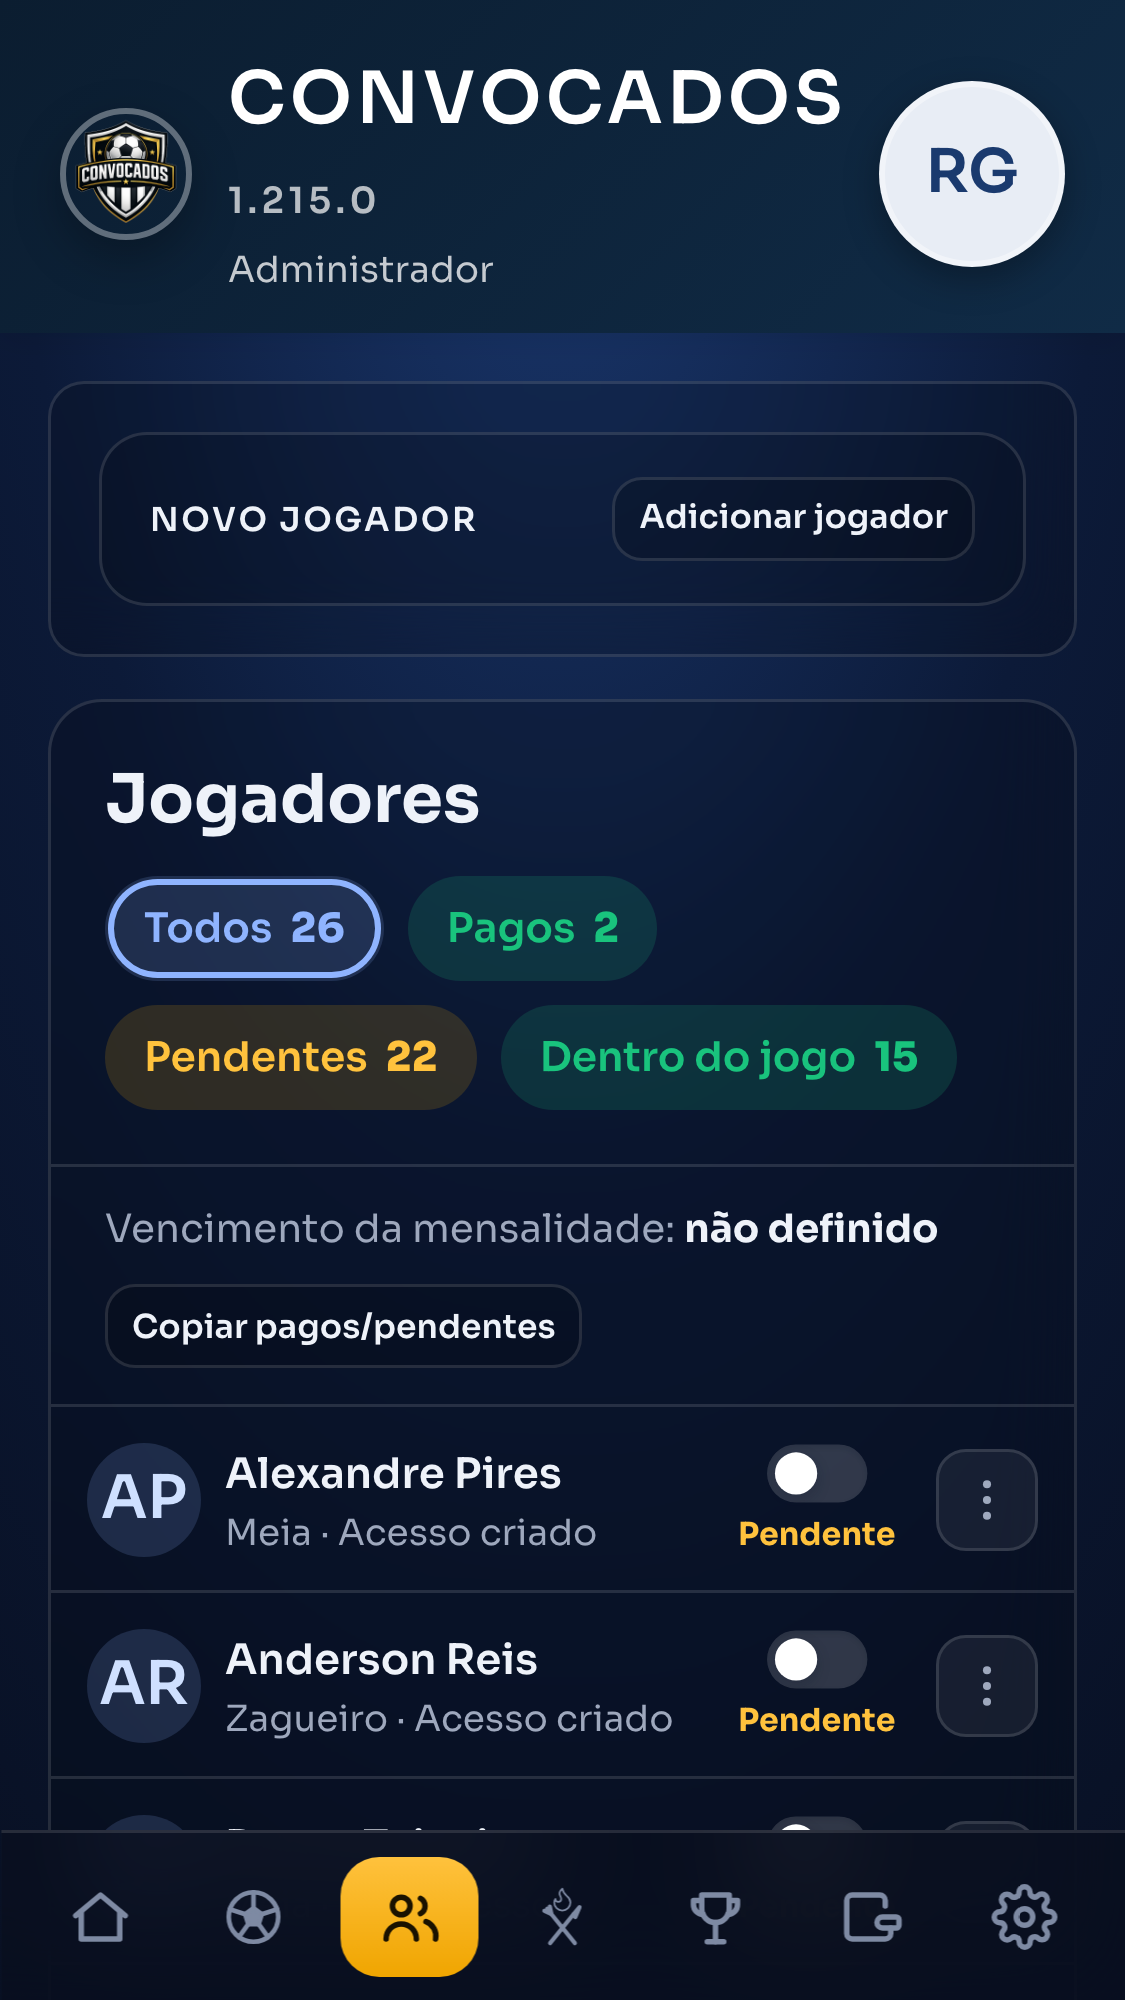 CONVOCADOS
CONVOCADOS
1.215.0
Administrador
RG
NOVO JOGADOR
Adicionar jogador
Jogadores
Todos 26
Pagos 2
Pendentes 22
Dentro do jogo 15
Vencimento da mensalidade: não definido
Copiar pagos/pendentes
AP
Alexandre Pires
Meia · Acesso criado
Pendente
AR
Anderson Reis
Zagueiro · Acesso criado
Pendente